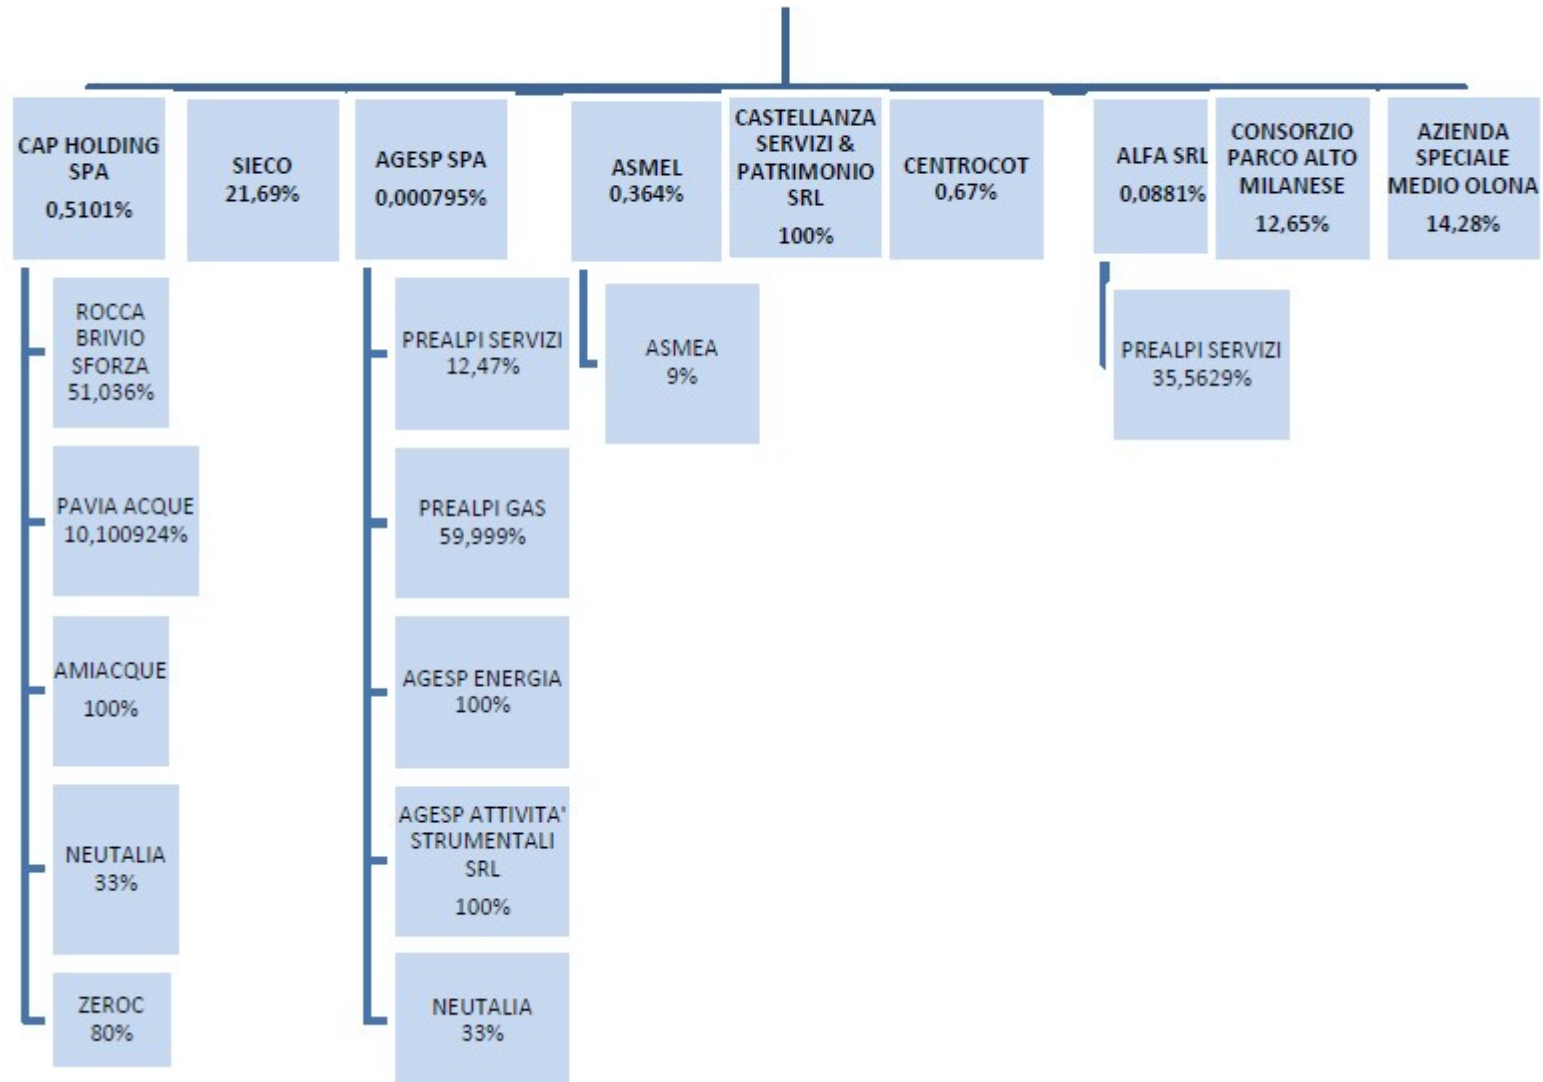 CAP HOLDING
SPA
0,5101%
SIECO
21,69%
AGESP SPA
0,000795%
ASMEL
0,364%
CASTELLANZA
SERVIZI &
PATRIMONIO
SRL
100%
CENTROCOT
0,67%
ALFA SRL
0,0881%
CONSORZIO
PARCO ALTO
MILANESE
12,65%
AZIENDA
SPECIALE
MEDIO OLONA
14,28%
ROCCA
BRIVIO
SFORZA
51,036%
PAVIA ACQUE
10,100924%
AMIACQUE
100%
NEUTALIA
33%
ZEROC
80%
PREALPI SERVIZI
12,47%
PREALPI GAS
59,999%
AGESP ENERGIA
100%
AGESP ATTIVITA'
STRUMENTALI
SRL
100%
NEUTALIA
33%
ASMEA
9%
PREALPI SERVIZI
35,5629%